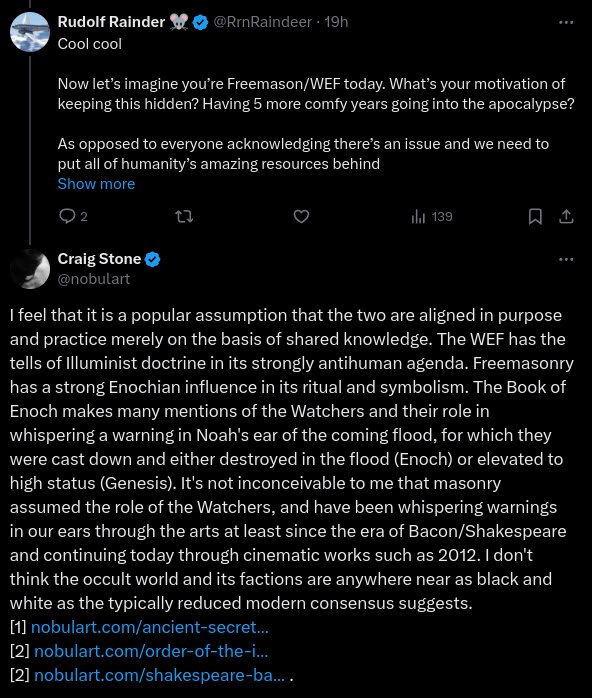 Rudolf Rainder 🐭 @RrnRaindeer · 19h
Cool cool
Now let's imagine you're Freemason/WEF today. What's your motivation of
keeping this hidden? Having 5 more comfy years going into the apocalypse?
As opposed to everyone acknowledging there's an issue and we need to
put all of humanity's amazing resources behind
Show more
2 139
Craig Stone
@nobulart
I feel that it is a popular assumption that the two are aligned in purpose
and practice merely on the basis of shared knowledge. The WEF has the
tells of Illuminist doctrine in its strongly antihuman agenda. Freemasonry
has a strong Enochian influence in its ritual and symbolism. The Book of
Enoch makes many mentions of the Watchers and their role in
whispering a warning in Noah's ear of the coming flood, for which they
were cast down and either destroyed in the flood (Enoch) or elevated to
high status (Genesis). It's not inconceivable to me that masonry
assumed the role of the Watchers, and have been whispering warnings
in our ears through the arts at least since the era of Bacon/Shakespeare
and continuing today through cinematic works such as 2012. I don't
think the occult world and its factions are anywhere near as black and
white as the typically reduced modern consensus suggests.
[1] nobulart.com/ancient-secret...
[2] nobulart.com/order-of-the-i...
[2] nobulart.com/shakespeare-ba... .